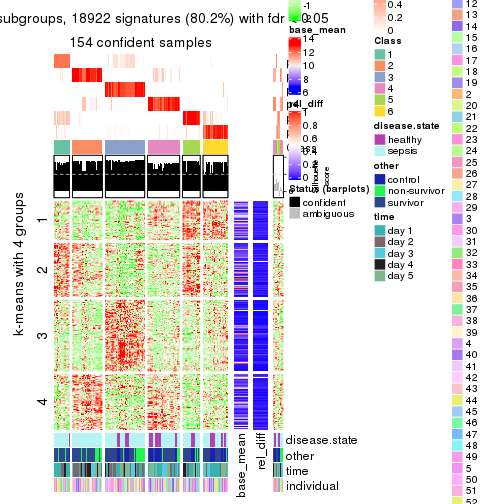 subgroups, 18922 signatures (80.2%) with fdr < 0.05
154 confident samples
k-means with 4 groups
1
2
3
4
base_mean
rel_diff
disease.state
other
time
individual
-2
base_mean
14
12
10
8
6
rel_diff
1
0.8
0.6
0.4
0.2
0
Silhouette
score
Status (barplots)
confident
ambiguous
0.4
0.2
0
Class
1
2
3
4
5
6
disease.state
healthy
sepsis
other
control
non-survivor
survivor
time
day 1
day 2
day 3
day 4
day 5
12
13
14
15
16
17
18
19
2
20
21
22
23
24
25
26
27
28
29
3
30
31
32
33
34
35
36
37
38
39
4
40
41
42
43
44
45
46
47
48
49
5
50
51
52